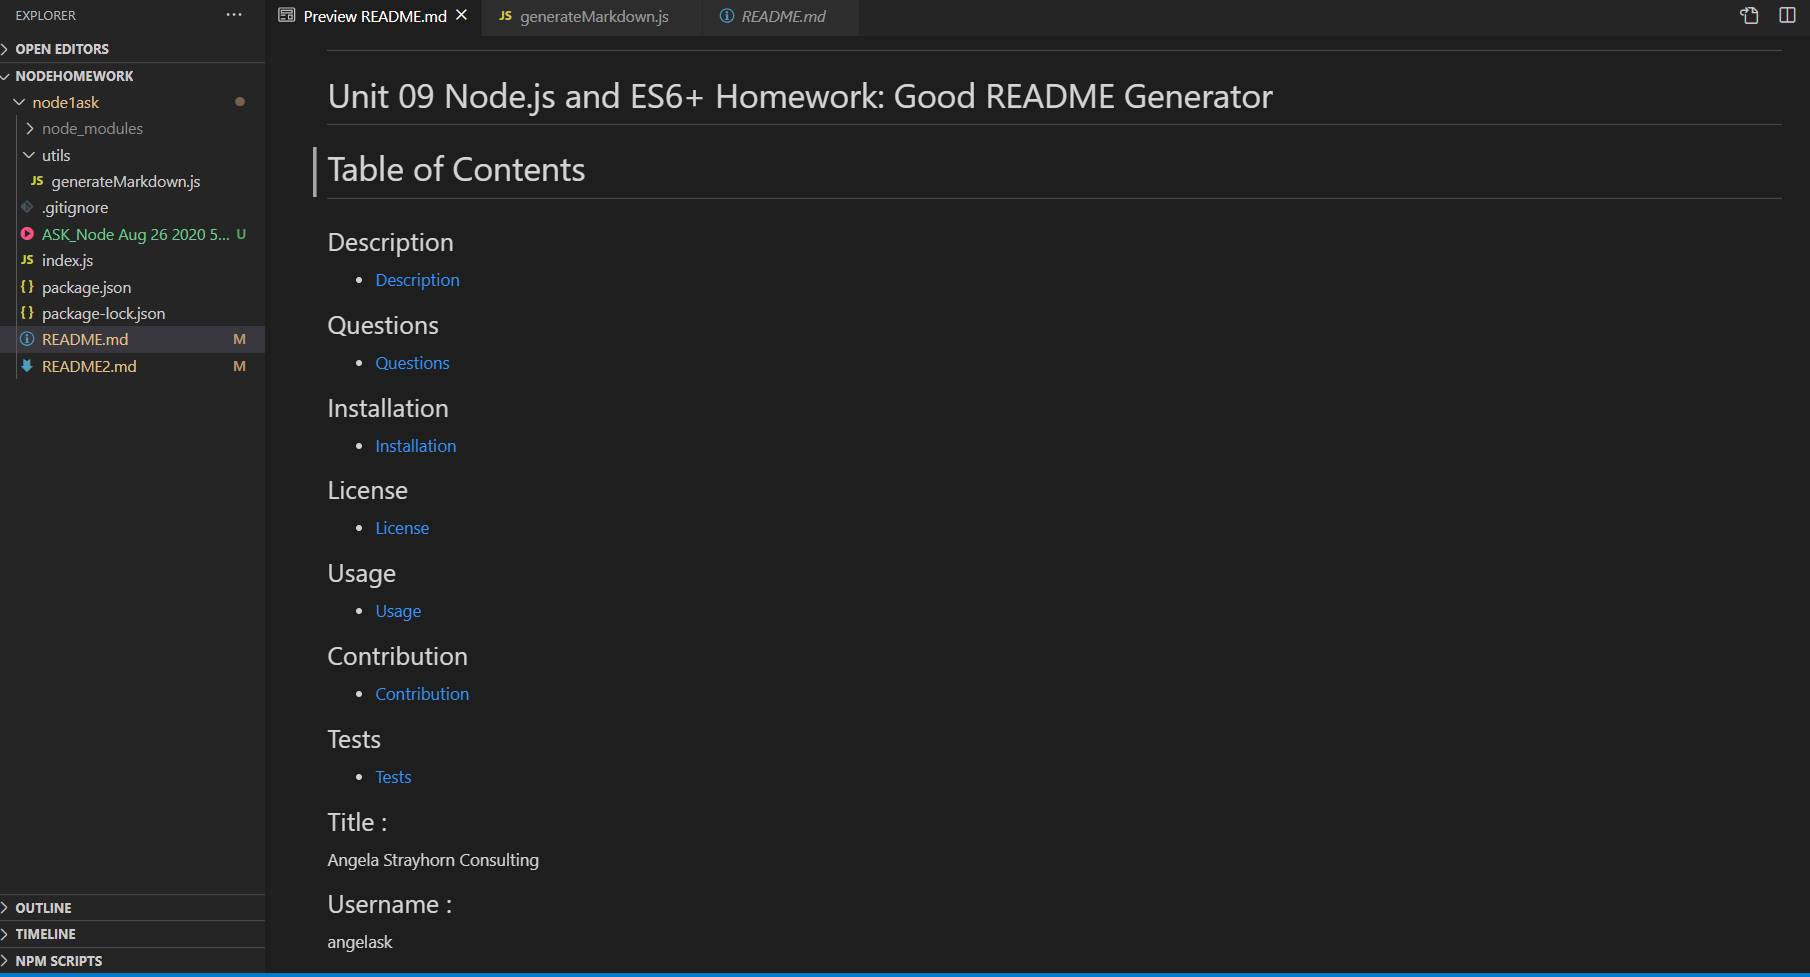 EXPLORER
OPEN EDITORS
NODEHOMEWORK
node1ask
node_modules
utils
JS generateMarkdown.js
.gitignore
ASK_Node Aug 26 2020 5... U
JS index.js
{} package.json
{} package-lock.json
README.md M
README2.md M
OUTLINE
TIMELINE
NPM SCRIPTS
Preview README.md
JS generateMarkdown.js
README.md
Unit 09 Node.js and ES6+ Homework: Good README Generator
Table of Contents
Description
• Description
Questions
• Questions
Installation
• Installation
License
• License
Usage
• Usage
Contribution
• Contribution
Tests
• Tests
Title :
Angela Strayhorn Consulting
Username :
angelask